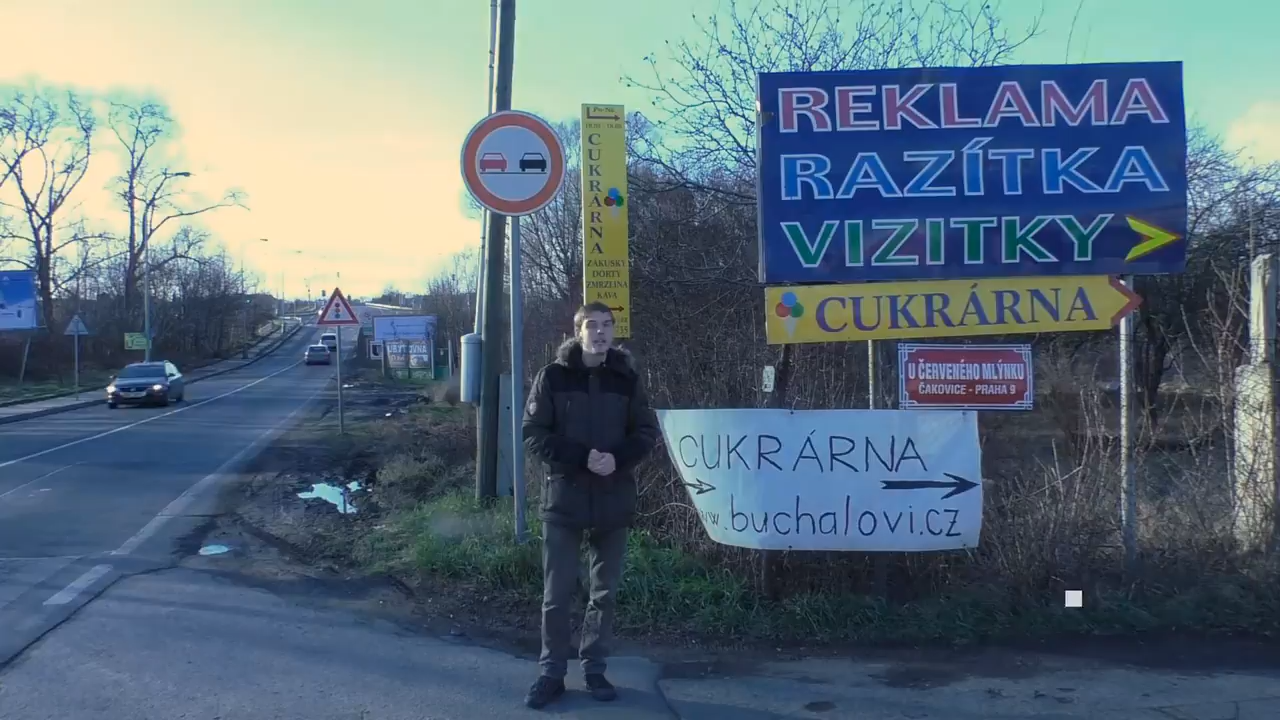 REKLAMA
RAZÍTKA
VIZITKY
CUKRÁRNA
U ČERVENÉHO MLÝNKU
ČAKOVICE - PRAHA 9
CUKRÁRNA
www.buchalovi.cz
CUKRÁRNA
ZÁKUSKY
DORTY
ZMRZLINA
KÁVA